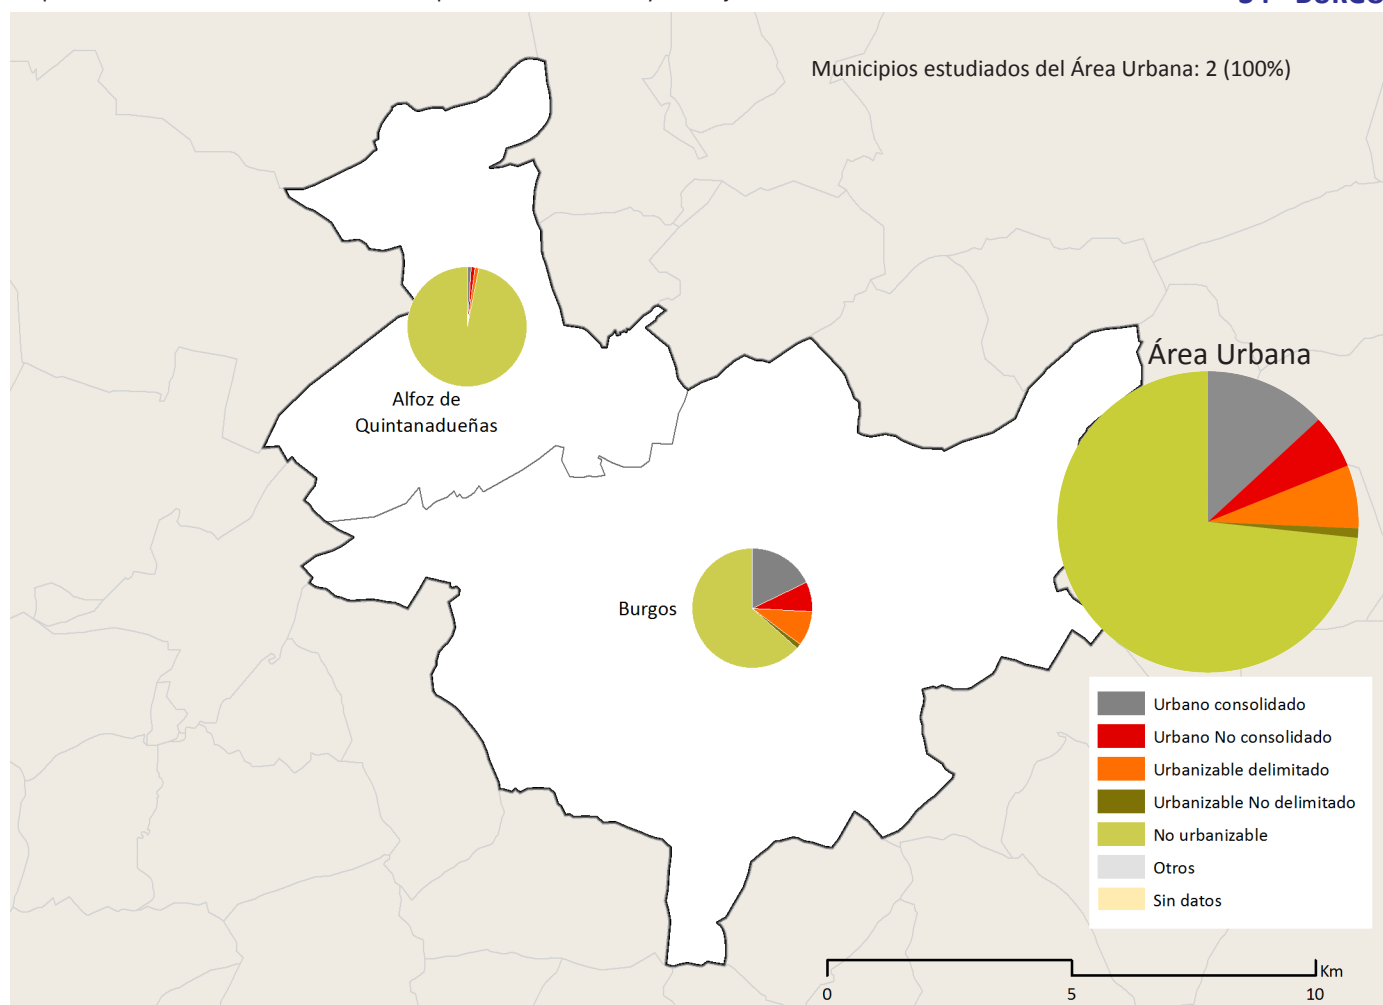 Municipios estudiados del Área Urbana: 2 (100%)
Área Urbana
Alfoz de
Quintanadueñas
Burgos
Urbano consolidado
Urbano No consolidado
Urbanizable delimitado
Urbanizable No delimitado
No urbanizable
Otros
Sin datos
Km
0 5 10